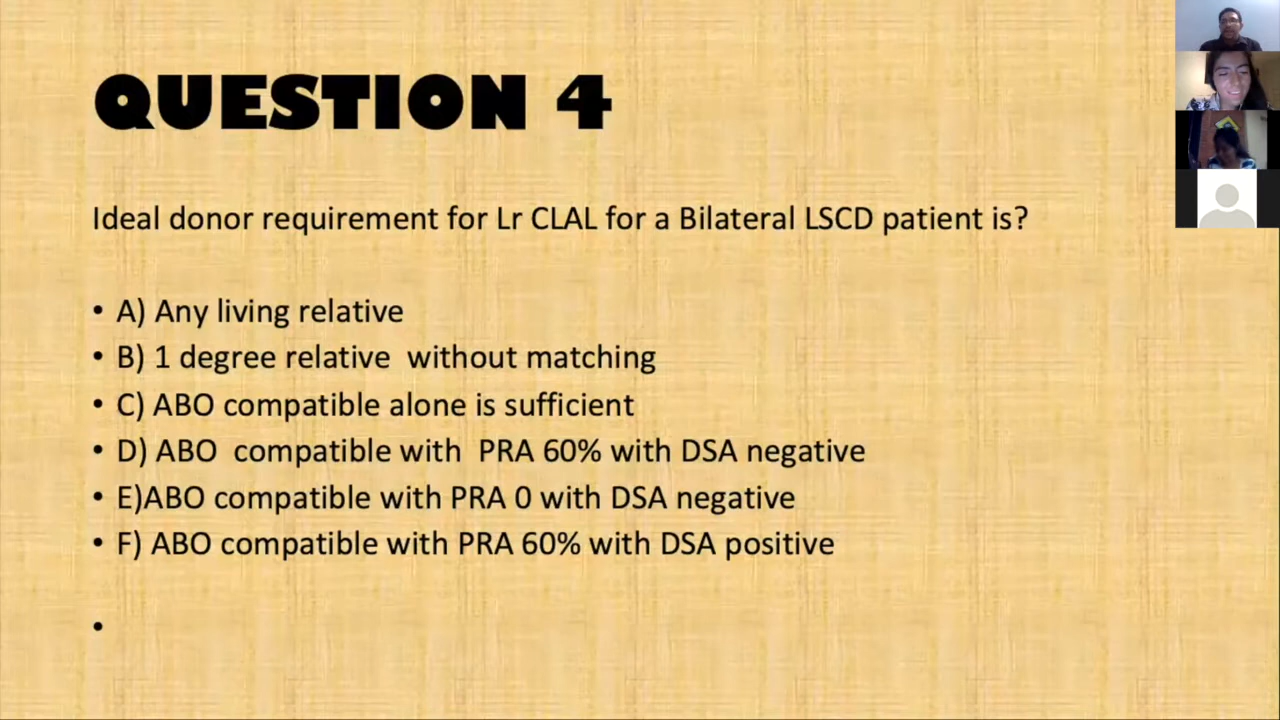 QUESTION 4
Ideal donor requirement for Lr CLAL for a Bilateral LSCD patient is?
• A) Any living relative
• B) 1 degree relative  without matching
• C) ABO compatible alone is sufficient
• D) ABO  compatible with  PRA 60% with DSA negative
• E)ABO compatible with PRA 0 with DSA negative
• F) ABO compatible with PRA 60% with DSA positive
•